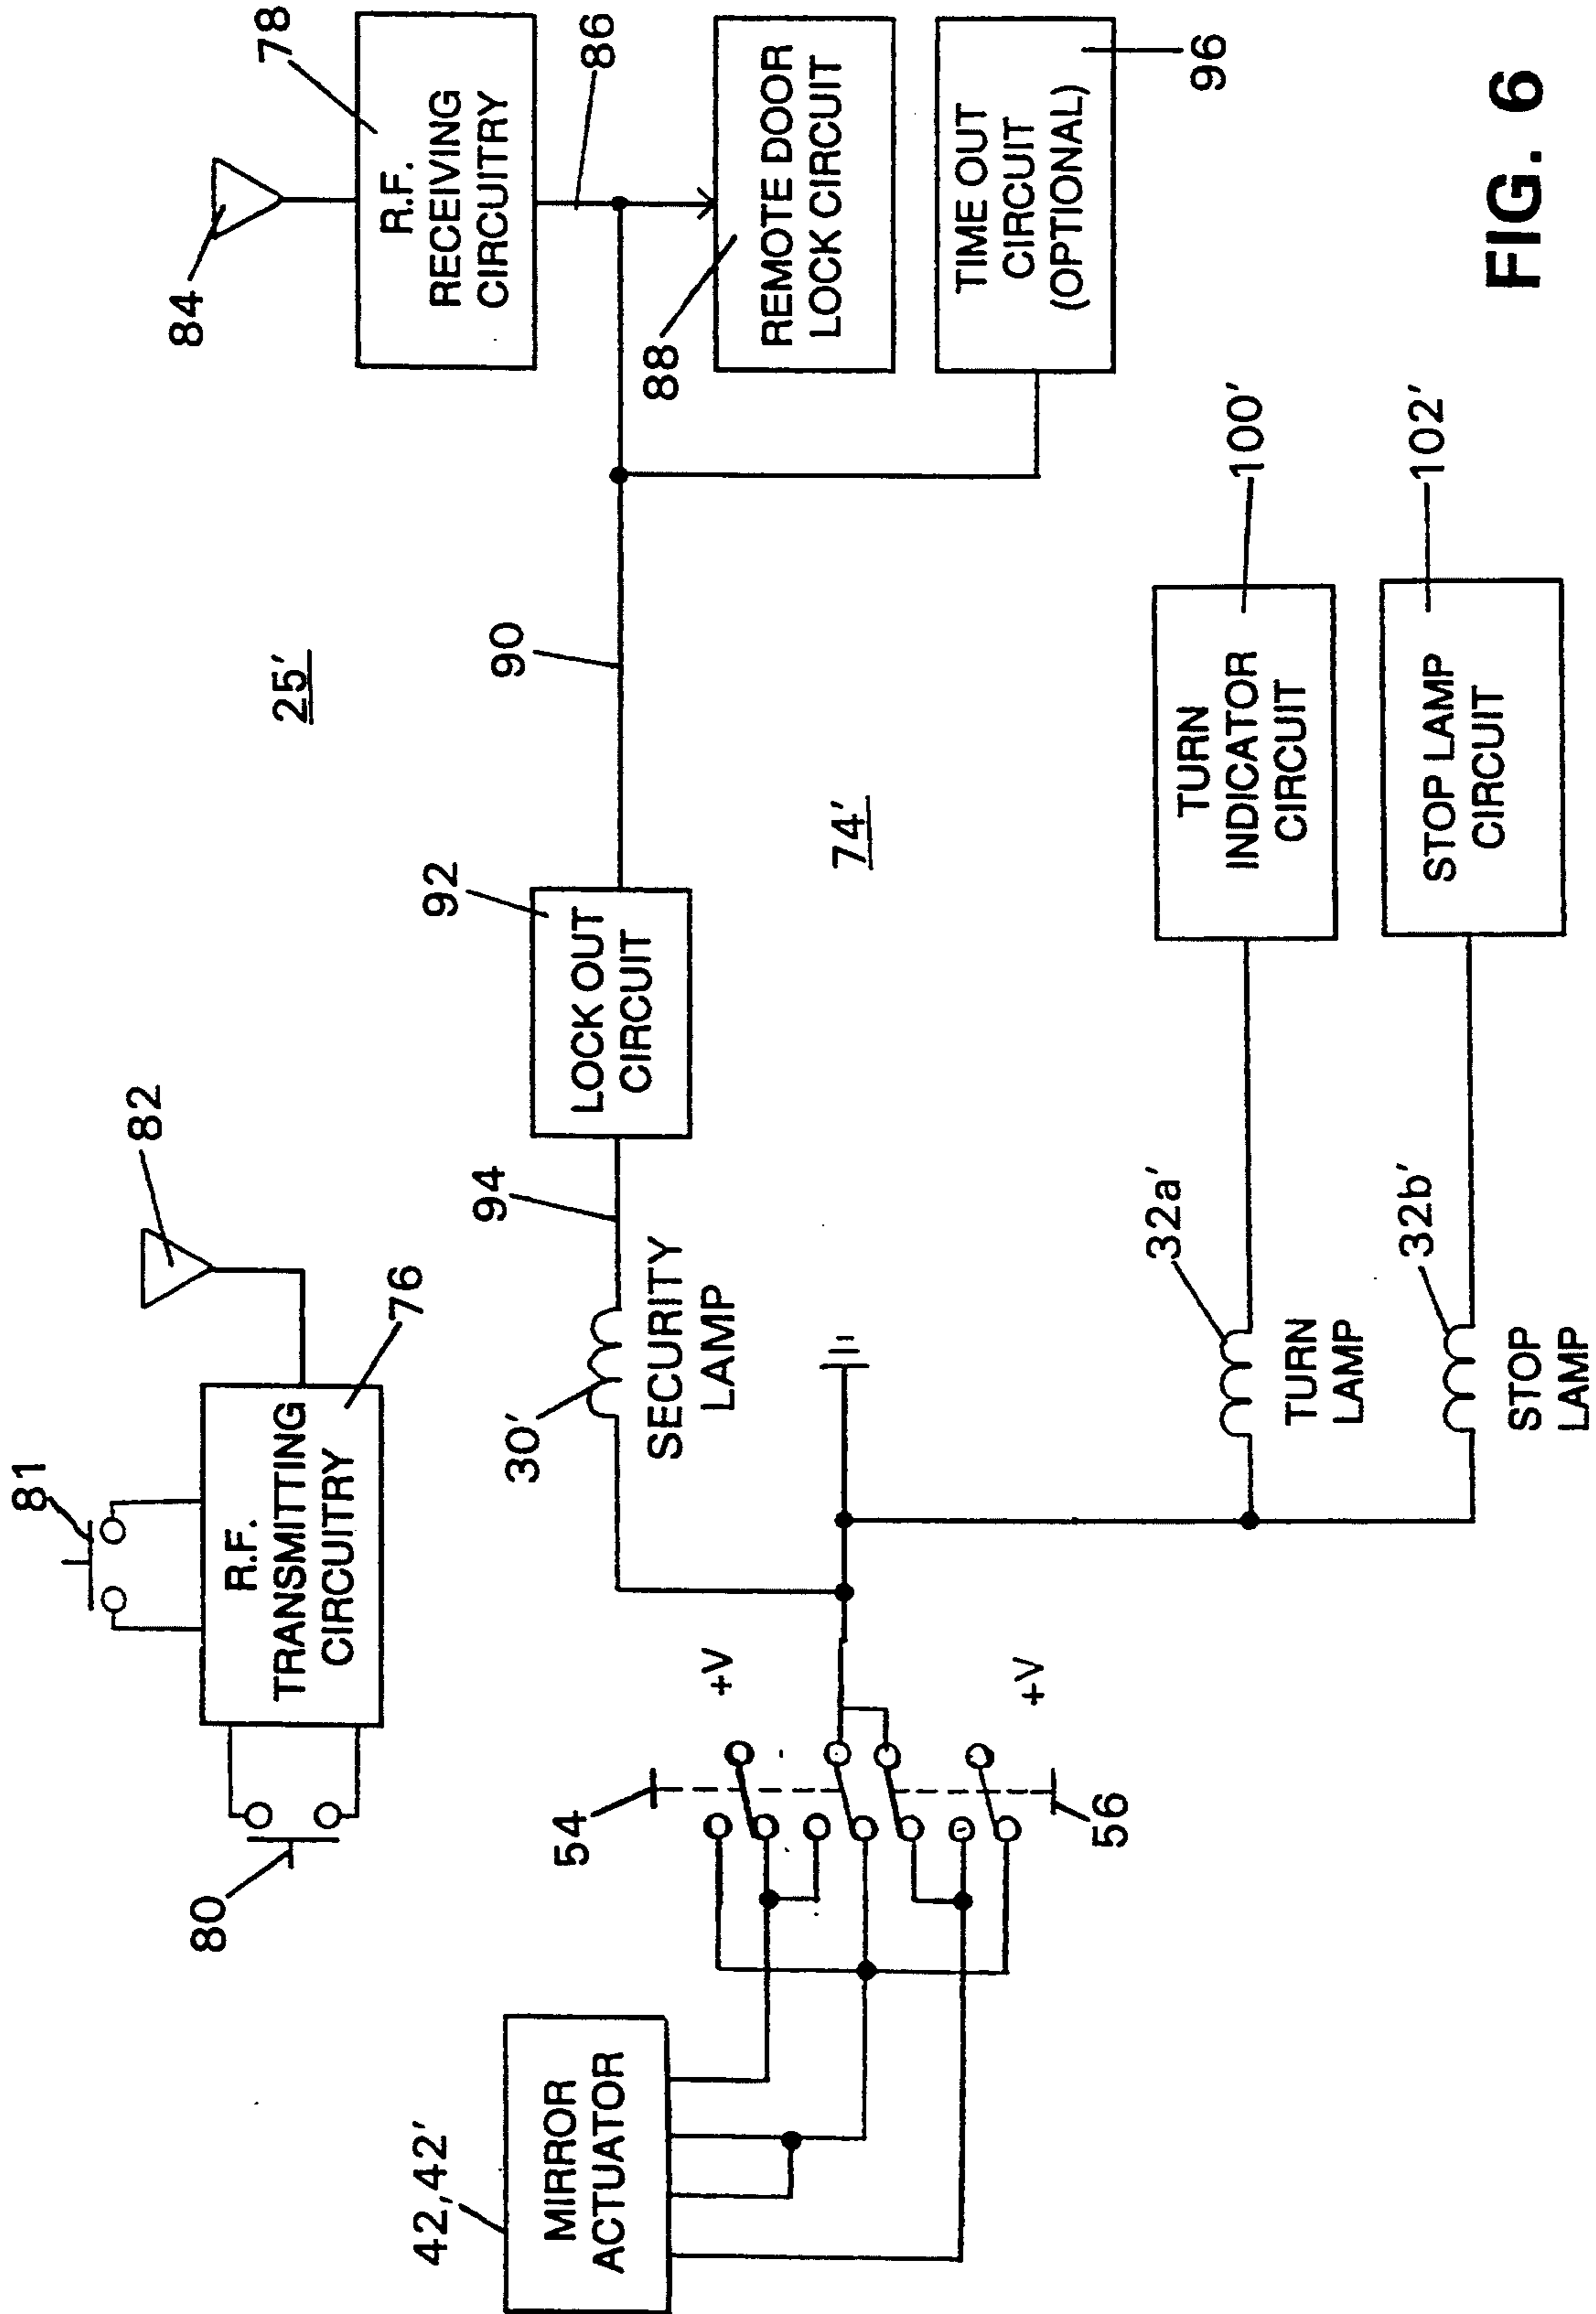 80
81
R.F.
TRANSMITTING
CIRCUITRY
76
82
25'
84
78
R.F.
RECEIVING
CIRCUITRY
86
88
REMOTE DOOR
LOCK CIRCUIT
TIME OUT
CIRCUIT
(OPTIONAL)
96
90
92
LOCK OUT
CIRCUIT
94
30'
SECURITY
LAMP
74'
42,42'
MIRROR
ACTUATOR
54
+V
+V
56
32a'
TURN
LAMP
TURN
INDICATOR
CIRCUIT
100'
32b'
STOP
LAMP
STOP LAMP
CIRCUIT
102'
FIG. 6